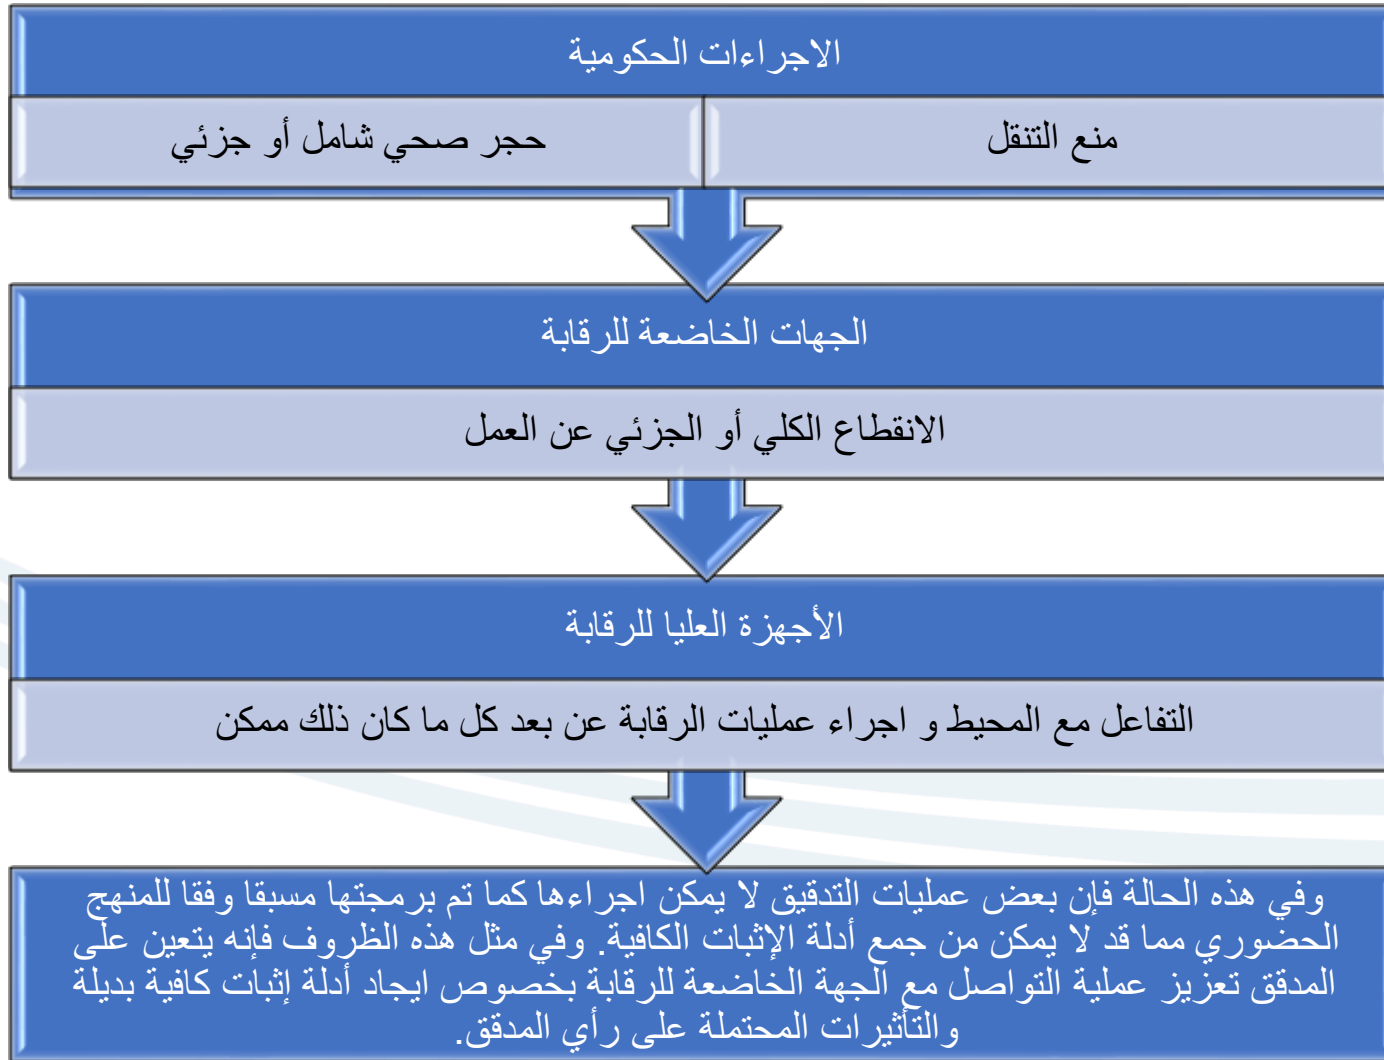 الاجراءات الحكومية
منع التنقل
حجر صحي شامل أو جزئي
الجهات الخاضعة للرقابة
الانقطاع الكلي أو الجزئي عن العمل
الأجهزة العليا للرقابة
التفاعل مع المحيط و اجراء عمليات الرقابة عن بعد كل ما كان ذلك ممكن
وفي هذه الحالة فإن بعض عمليات التدقيق لا يمكن اجراءها كما تم برمجتها مسبقا وفقا للمنهج
الحضوري مما قد لا يمكن من جمع أدلة الإثبات الكافية. وفي مثل هذه الظروف فإنه يتعين على
المدقق تعزيز عملية التواصل مع الجهة الخاضعة للرقابة بخصوص ايجاد أدلة إثبات كافية بديلة
والتأثيرات المحتملة على رأي المدقق.